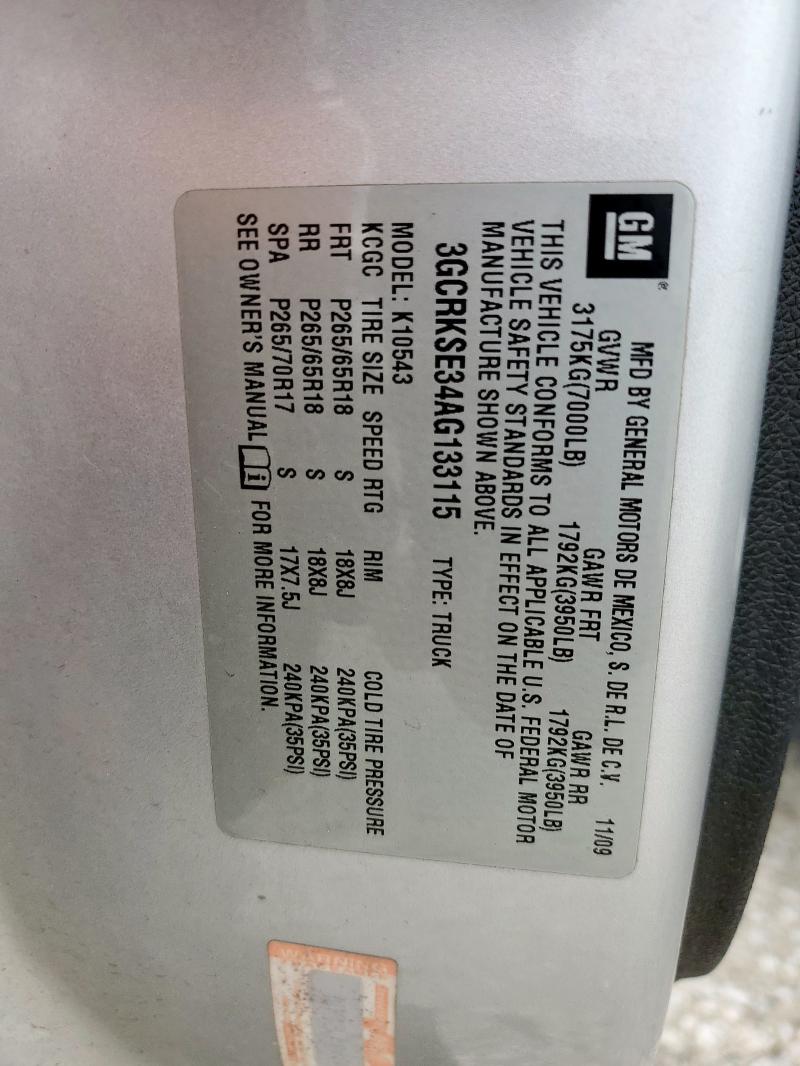 GM®
MFD BY GENERAL MOTORS DE MEXICO, S. DE R.L. DE C.V. 11/09
GVWR GAWR FRT GAWR RR
3175KG(7000LB) 1792KG(3950LB) 1792KG(3950LB)
THIS VEHICLE CONFORMS TO ALL APPLICABLE U.S. FEDERAL MOTOR
VEHICLE SAFETY STANDARDS IN EFFECT ON THE DATE OF
MANUFACTURE SHOWN ABOVE.
3GCRKSE34AG133115 TYPE: TRUCK
MODEL: K10543
KCGC TIRE SIZE SPEED RTG RIM COLD TIRE PRESSURE
FRT P265/65R18 S 18X8J 240KPA(35PSI)
RR P265/65R18 S 18X8J 240KPA(35PSI)
SPA P265/70R17 S 17X7.5J 240KPA(35PSI)
SEE OWNER'S MANUAL i FOR MORE INFORMATION.